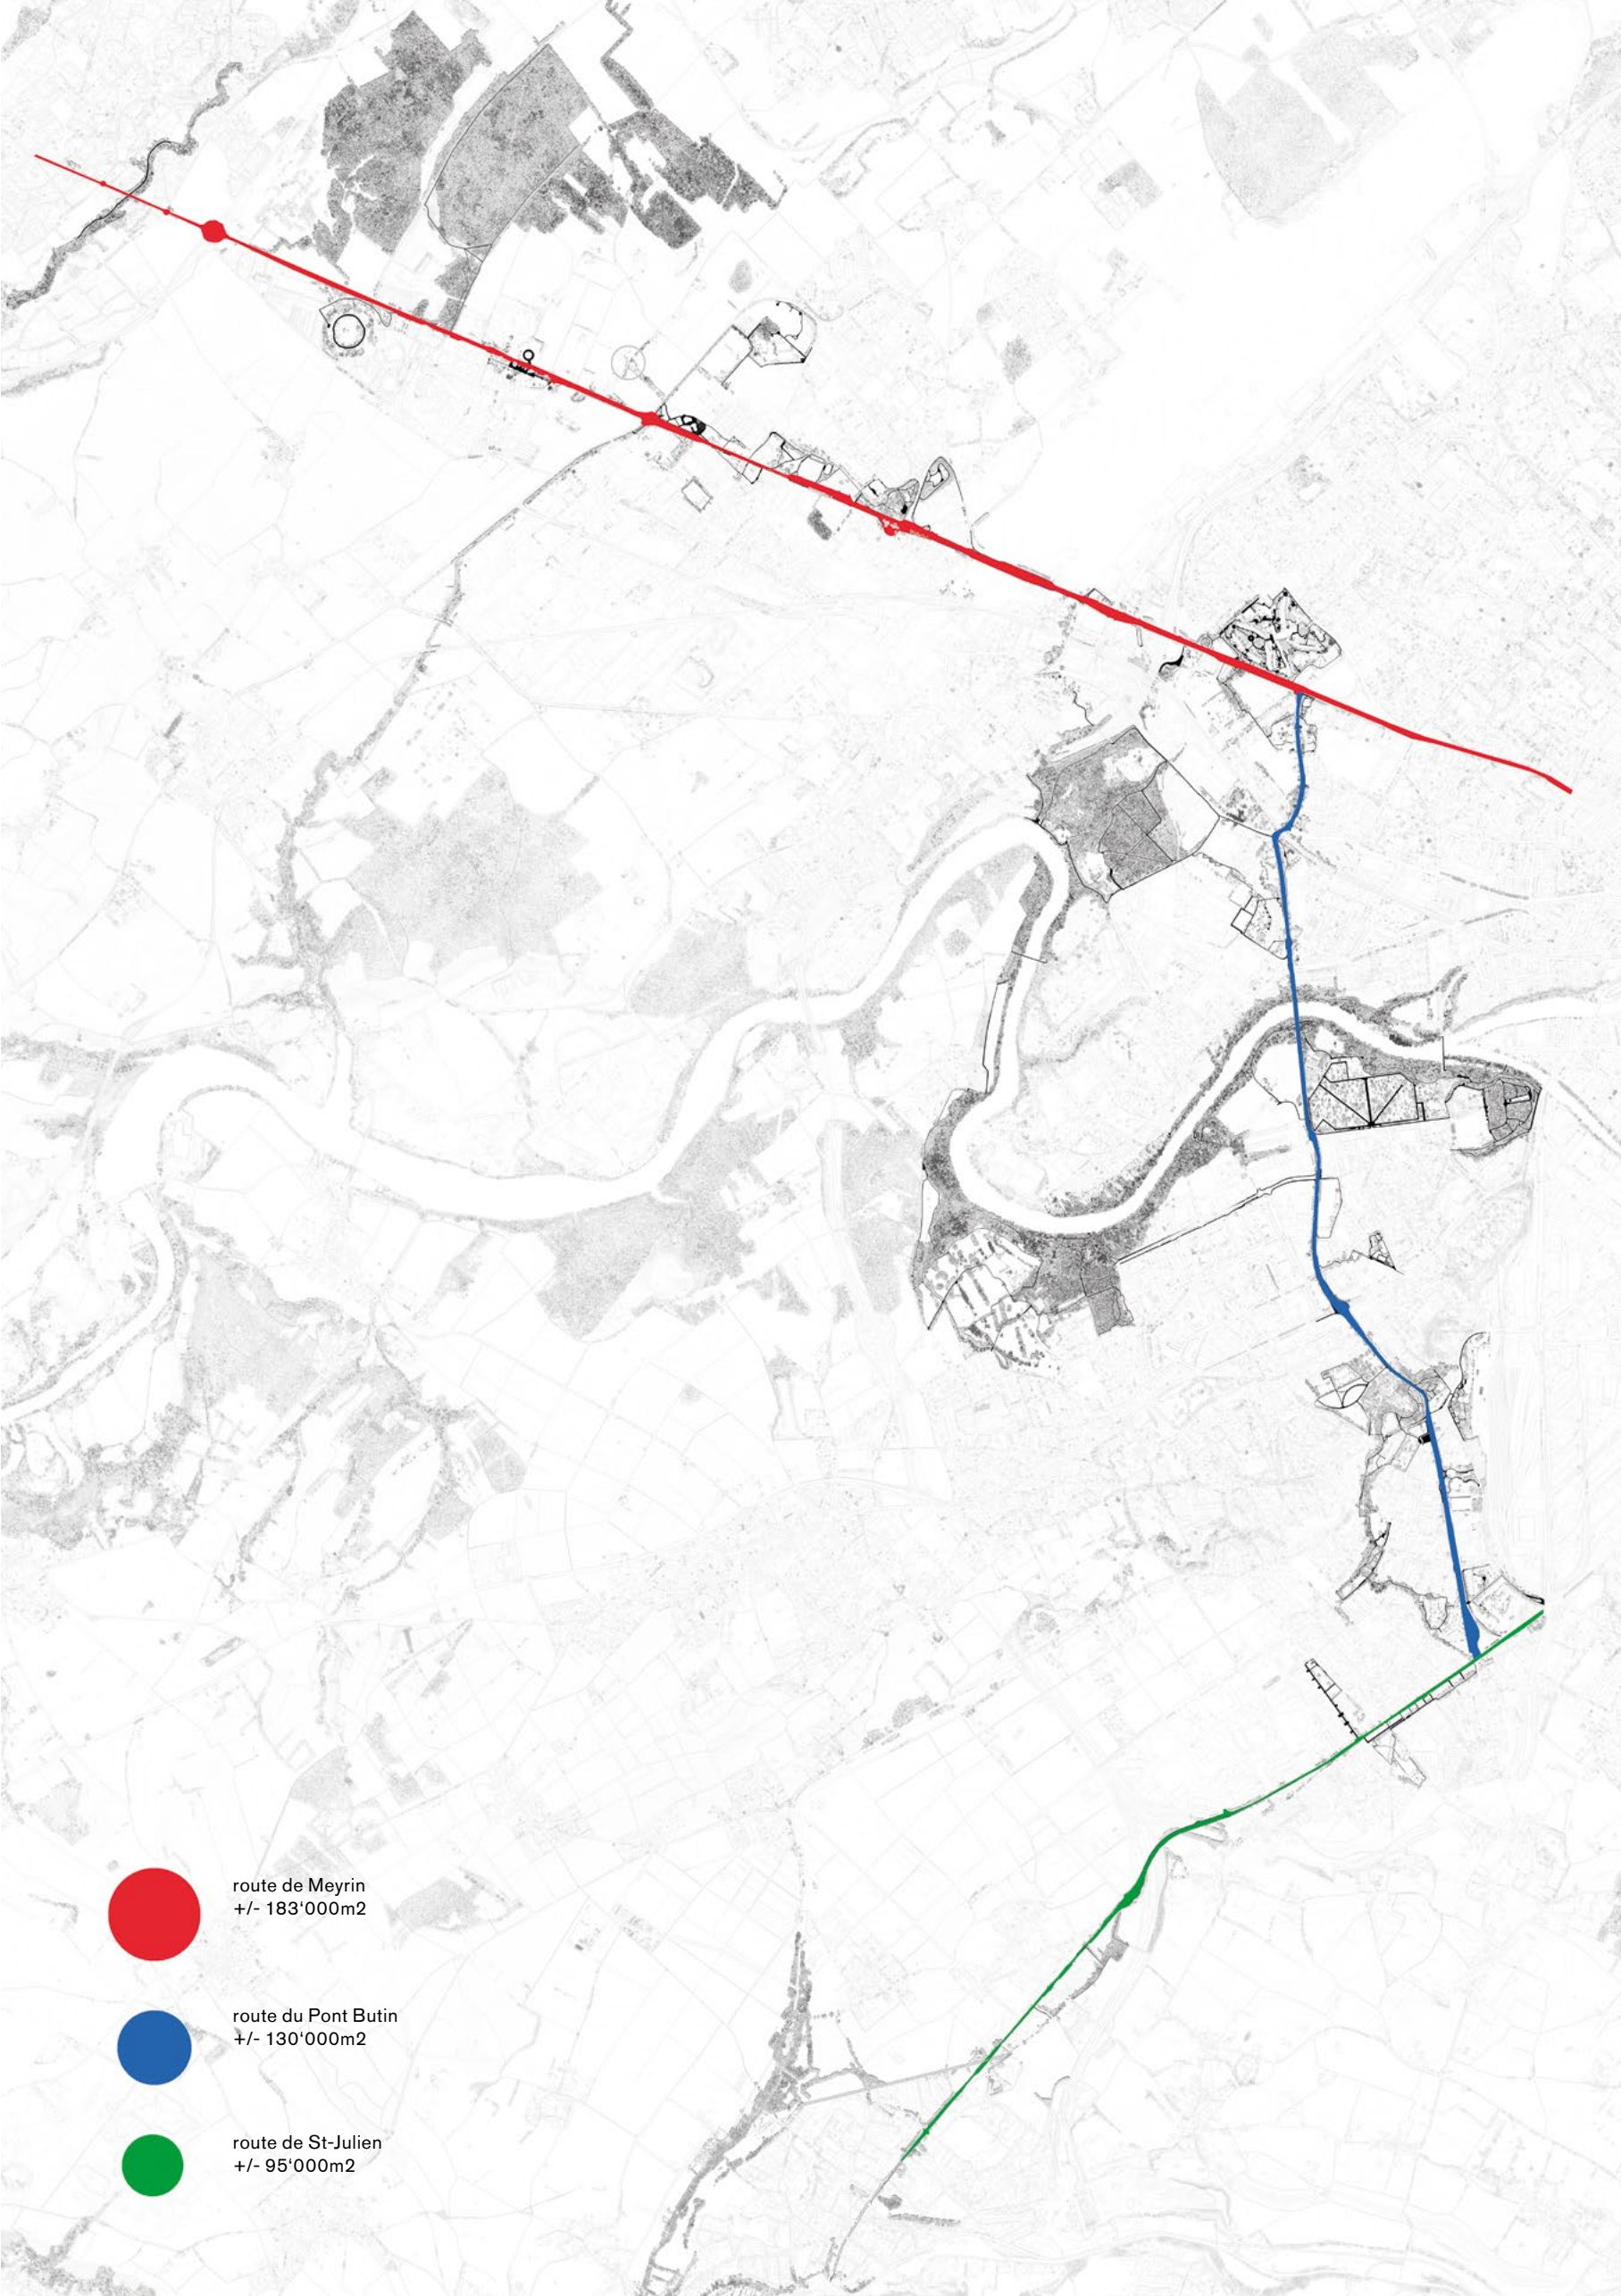 route de Meyrin
+/- 183‘000m2
route du Pont Butin
+/- 130‘000m2
route de St-Julien
+/- 95‘000m2